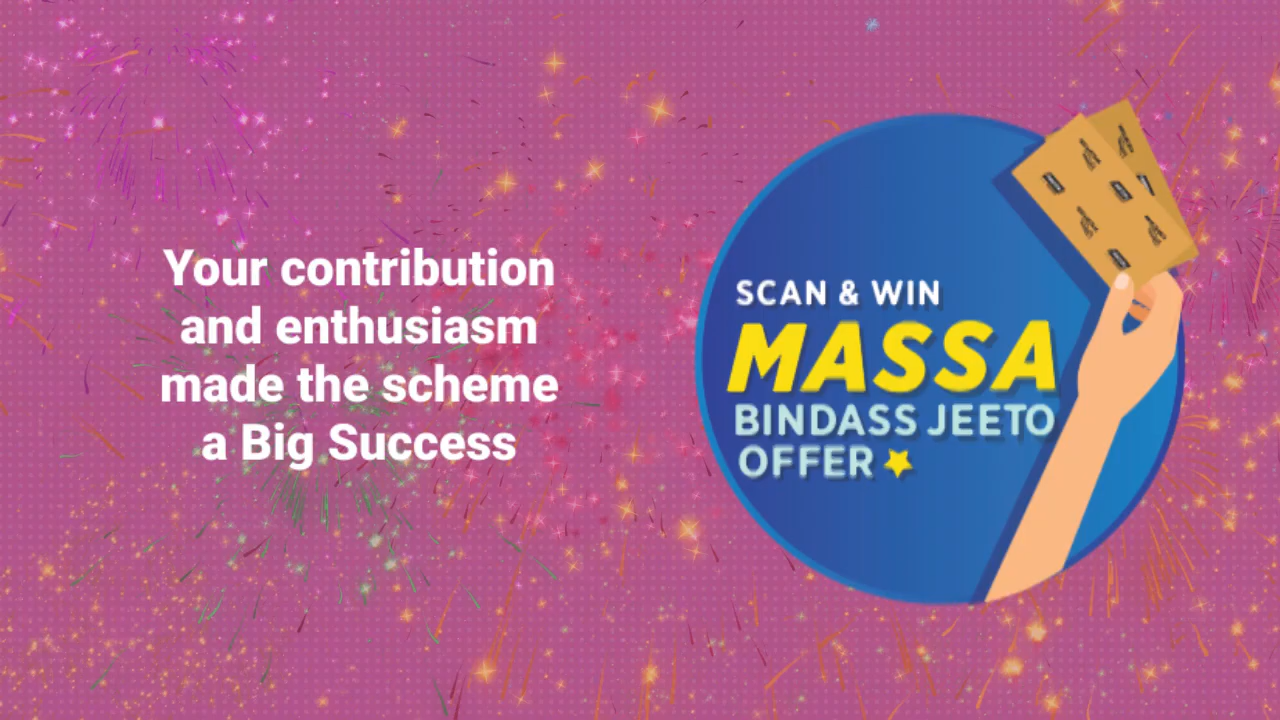 Your contribution
and enthusiasm
made the scheme
a Big Success
SCAN & WIN
MASSA
BINDASS JEETO
OFFER